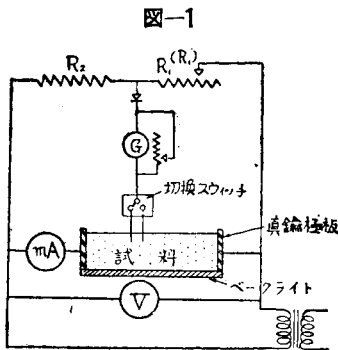 図—1
R₂
R₁(R₁')
G
切換スウィッチ
真鍮極板
mA
試料
ベークライト
V